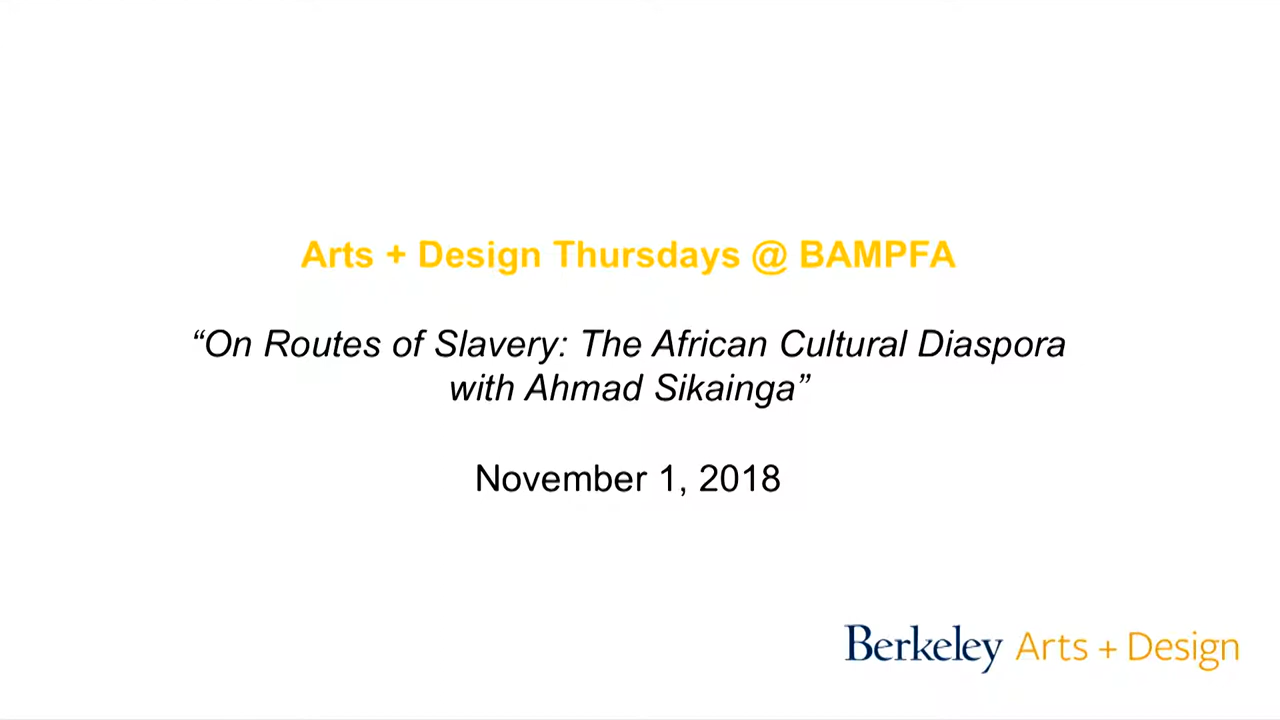 Arts + Design Thursdays @ BAMPFA
“On Routes of Slavery: The African Cultural Diaspora
with Ahmad Sikainga”
November 1, 2018
Berkeley Arts + Design